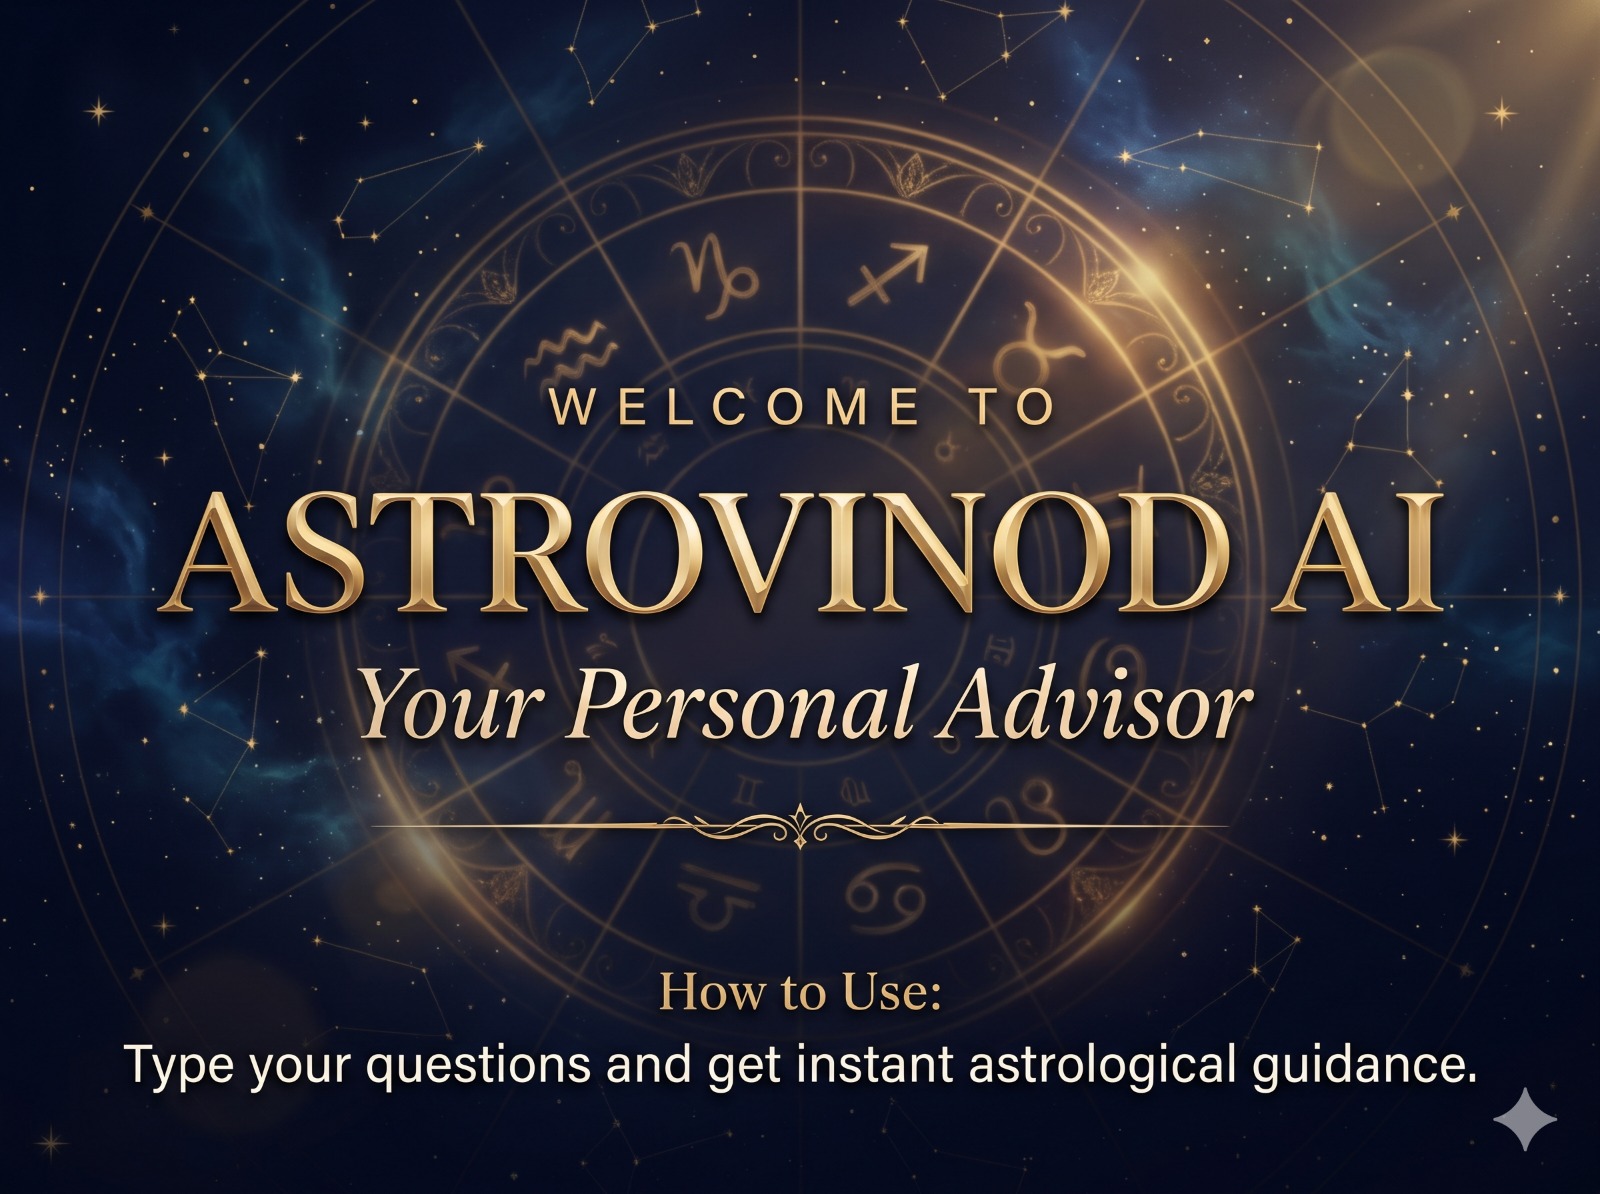 WELCOME TO
ASTROVINOD AI
Your Personal Advisor
How to Use:
Type your questions and get instant astrological guidance.